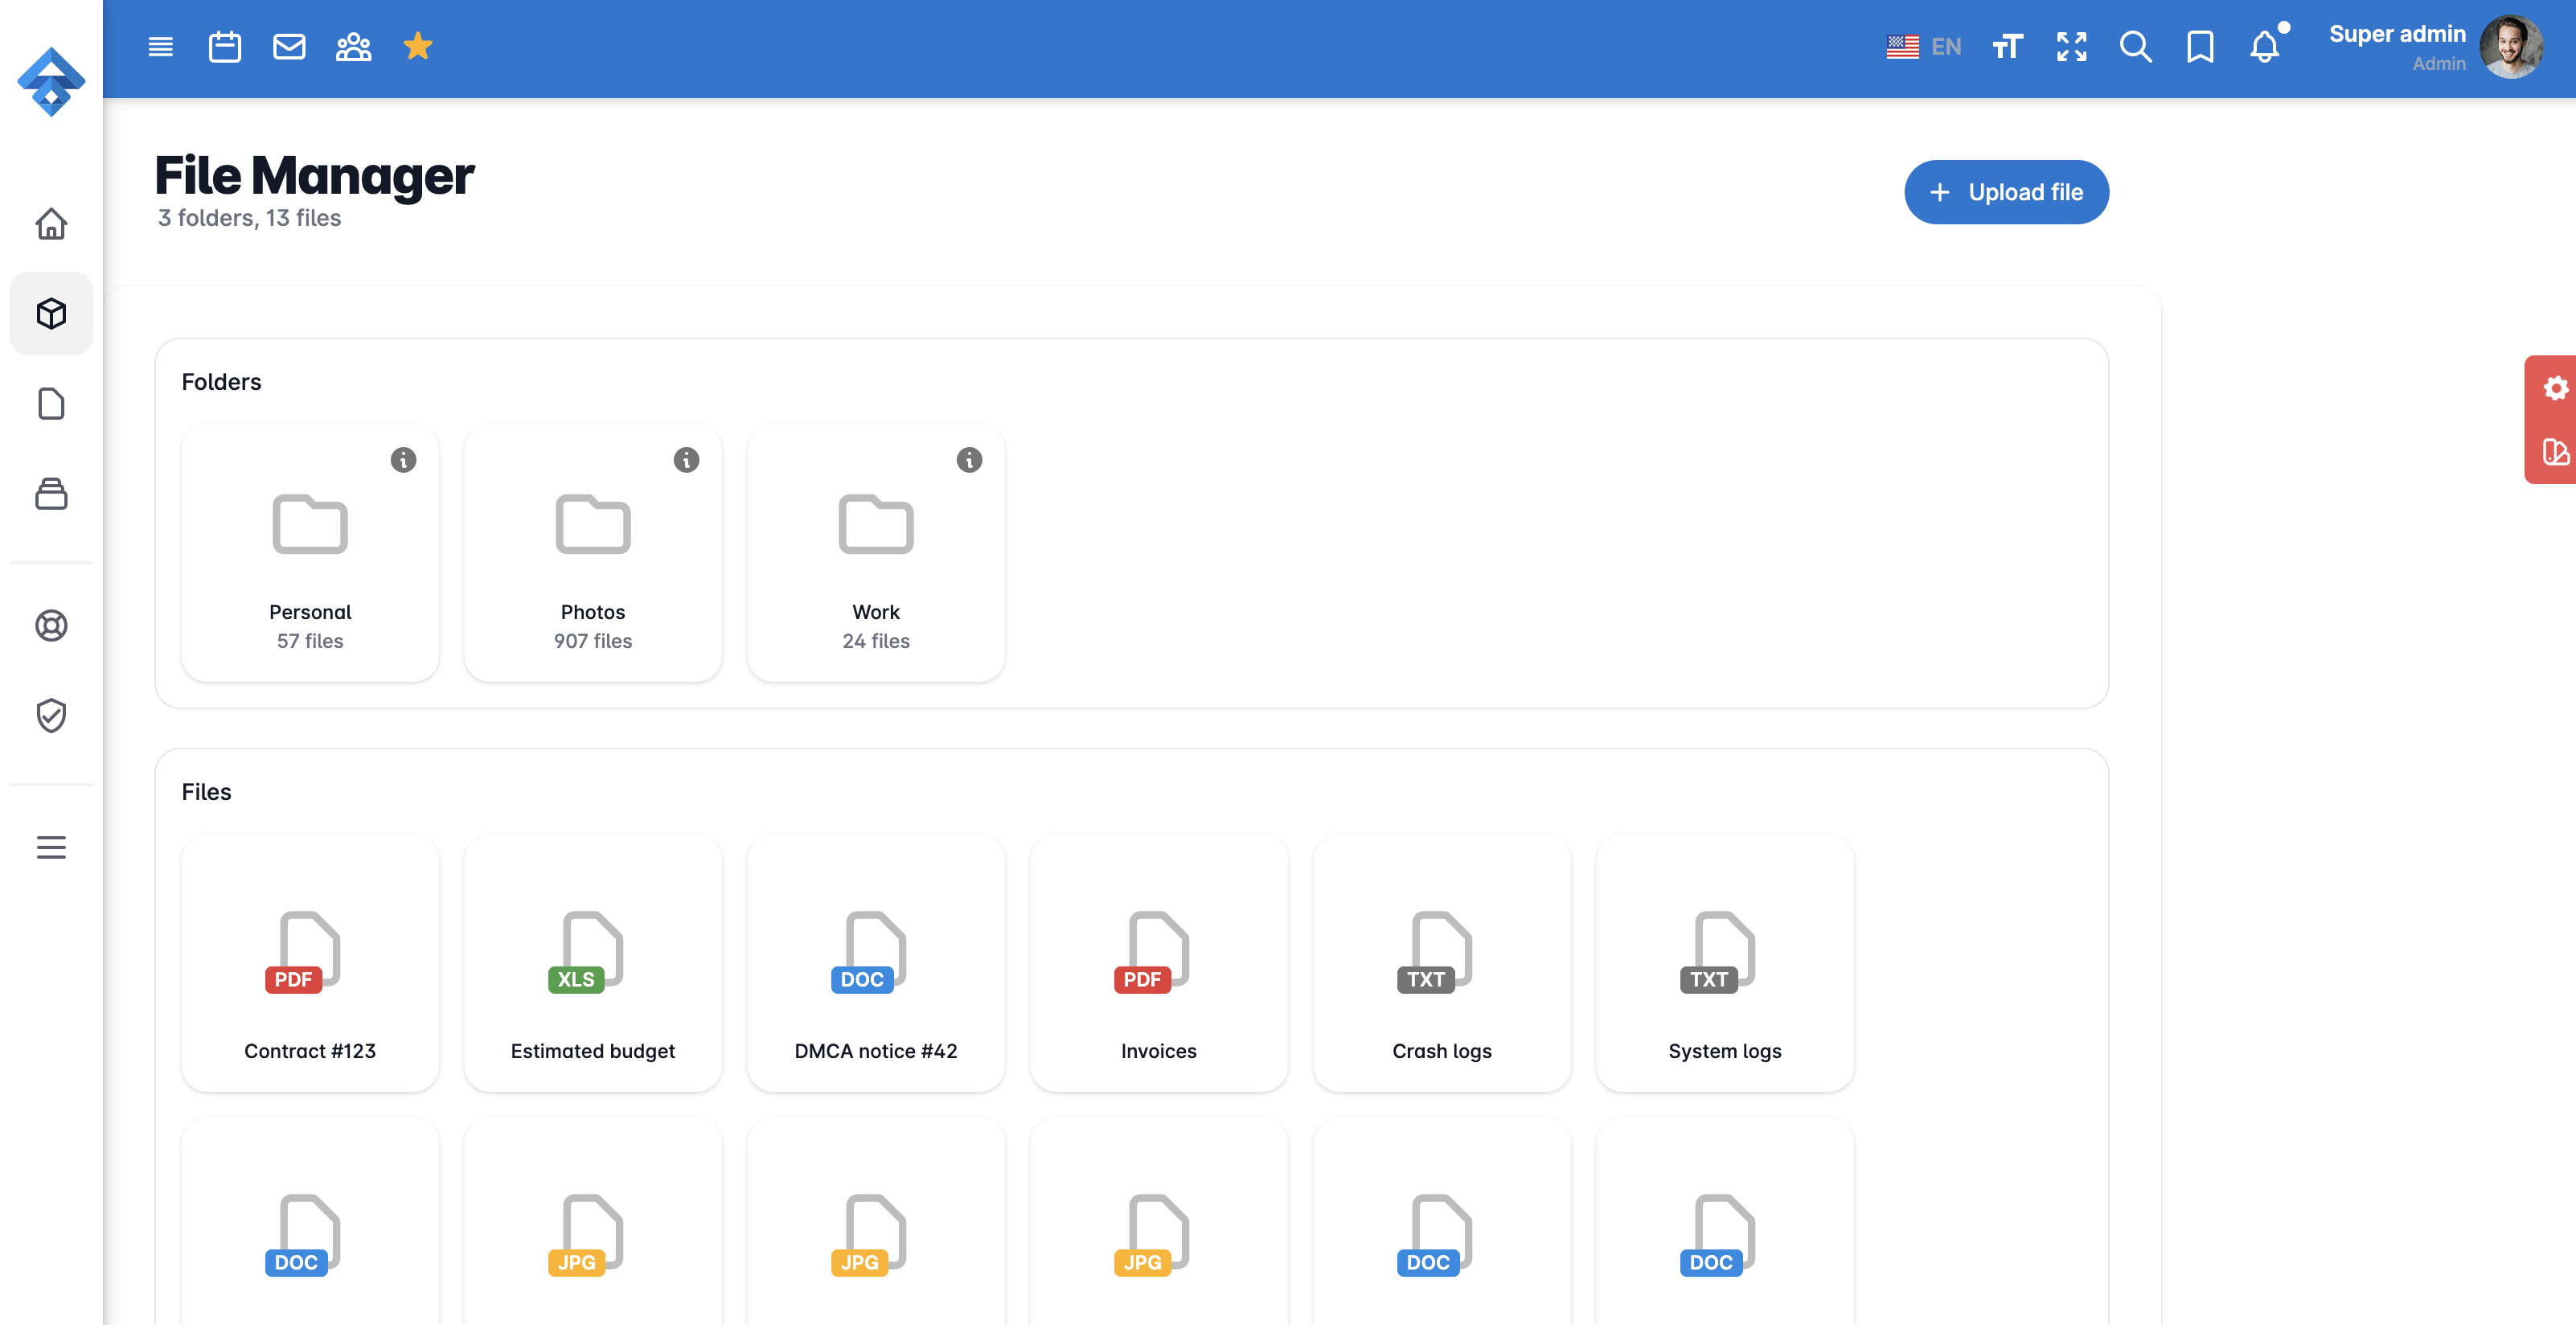 EN
Super admin
Admin
File Manager
3 folders, 13 files
Upload file
Folders
Personal
57 files
Photos
907 files
Work
24 files
Files
PDF
Contract #123
XLS
Estimated budget
DOC
DMCA notice #42
PDF
Invoices
TXT
Crash logs
TXT
System logs
DOC
JPG
JPG
JPG
DOC
DOC